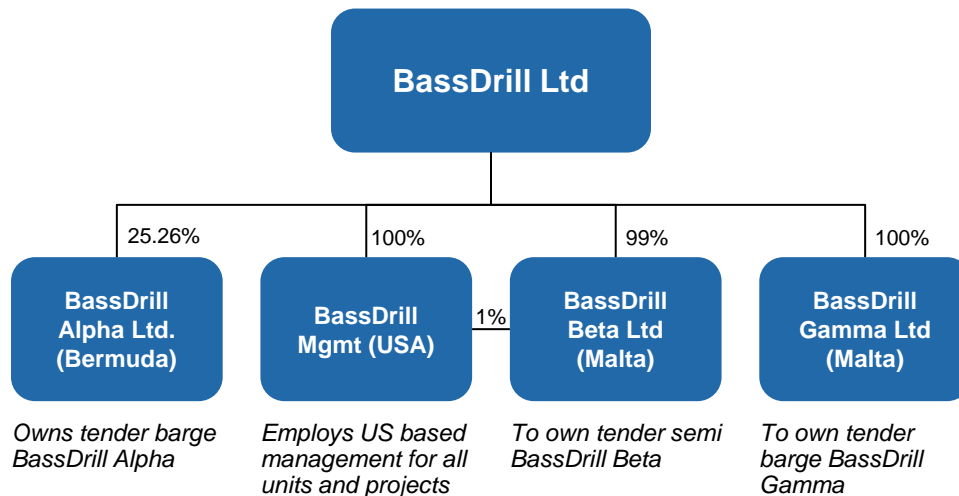 BassDrill Ltd
25.26%
100%
99%
100%
BassDrill
Alpha Ltd.
(Bermuda)
BassDrill
Mgmt (USA)
1%
BassDrill
Beta Ltd
(Malta)
BassDrill
Gamma Ltd
(Malta)
Owns tender barge
BassDrill Alpha
Employs US based
management for all
units and projects
To own tender semi
BassDrill Beta
To own tender
barge BassDrill
Gamma